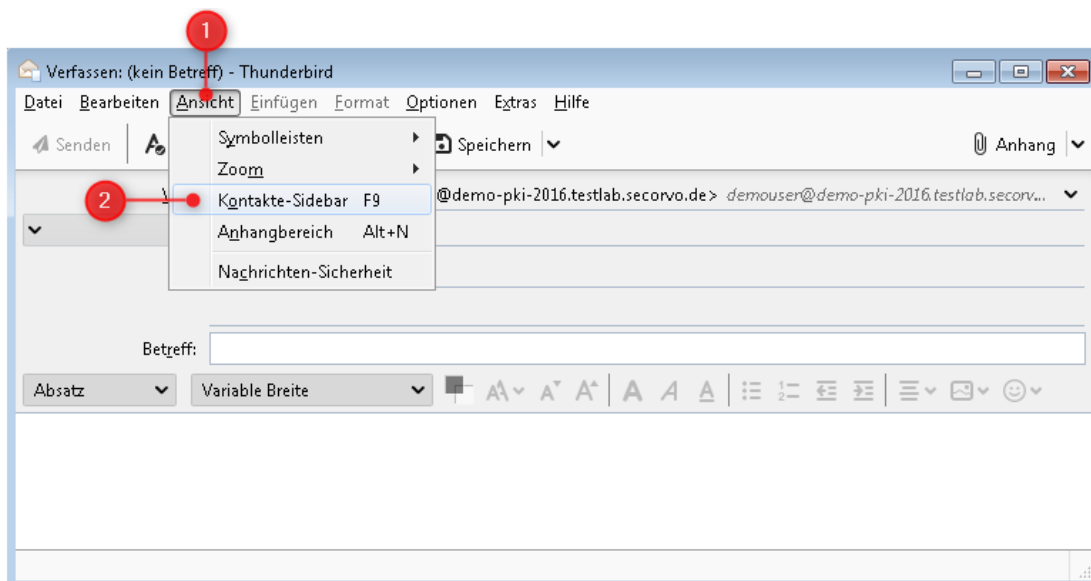 1
Verfassen: (kein Betreff) - Thunderbird
Datei Bearbeiten Ansicht Einfügen Format Optionen Extras Hilfe
Senden Speichern Anhang
Symbolleisten
Zoom
2 Kontakte-Sidebar F9 @demo-pki-2016.testlab.secorvo.de> demouser@demo-pki-2016.testlab.secorv...
Anhangbereich Alt+N
Nachrichten-Sicherheit
Betreff:
Absatz Variable Breite